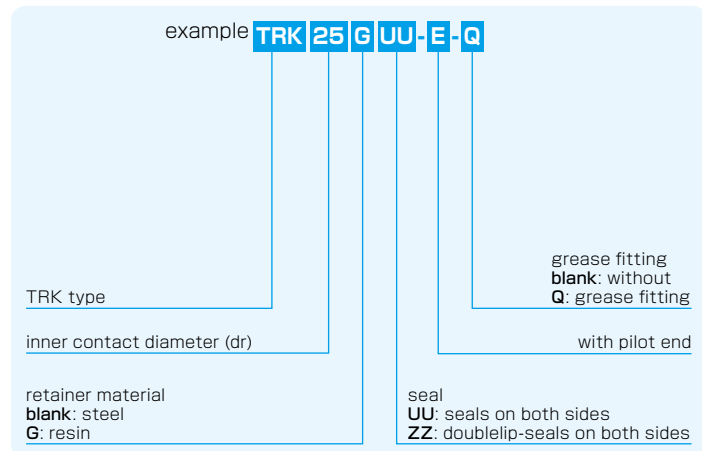 example TRK 25 G UU-E-Q
grease fitting
blank: without
Q: grease fitting
TRK type
inner contact diameter (dr)
with pilot end
retainer material
blank: steel
G: resin
seal
UU: seals on both sides
ZZ: doublelip-seals on both sides